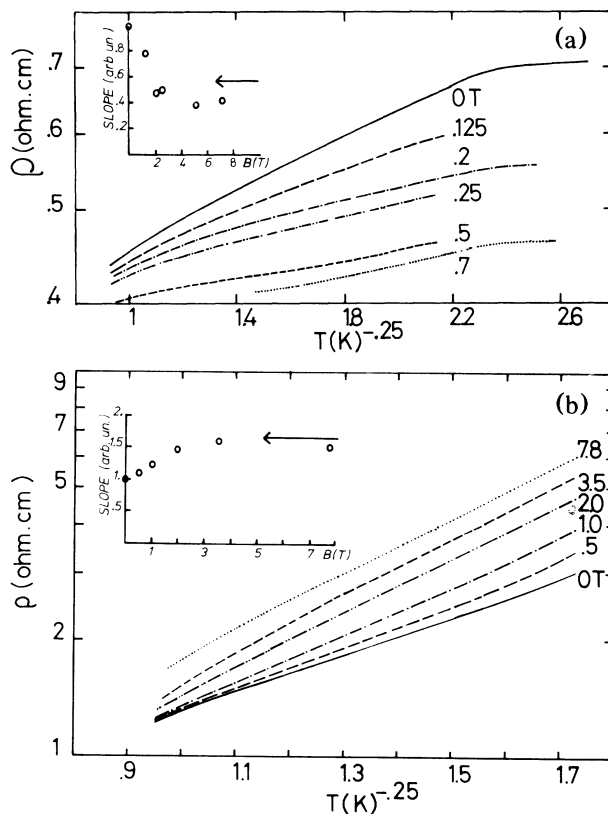 (a)
SLOPE (arb un.)
.8
.6
.4
.2
2 4 6 8 B(T)
ρ(ohm.cm)
.7
.6
.5
.4
0T
.125
.2
.25
.5
.7
1 1.4 1.8 2.2 2.6
T(K)^-.25
(b)
SLOPE (arb. un.)
2.
1.5
1.
.5
1 3 5 7 B(T)
ρ(ohm.cm)
9
7
5
2
1
7.8
3.5
2.0
1.0
.5
0T
.9 1.1 1.3 1.5 1.7
T(K)^-.25